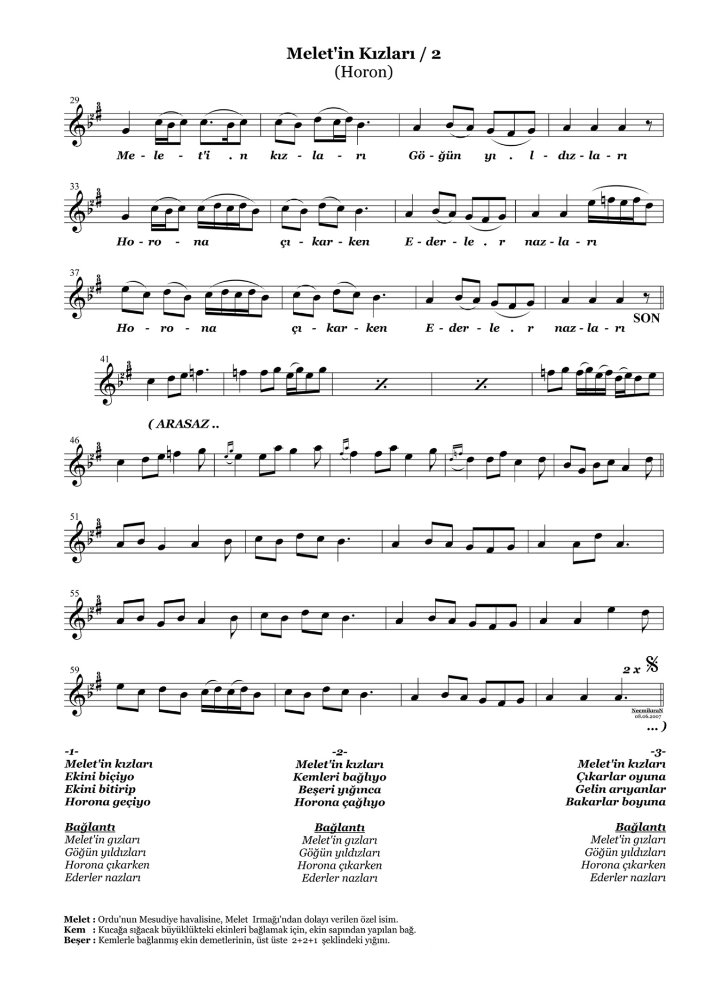 Melet'in Kızları / 2
(Horon)
29
Me - le - t'i . n kız - la - rı Gö - ğün yı . l - dız - la - rı
33
Ho - ro - na çı - kar - ken E - der - le . r naz - la - rı
37
SON
Ho - ro - na çı - kar - ken E - der - le . r naz - la - rı
41
( ARASAZ ..
46
51
55
59
2 x
NecmikıraN
08.06.2007
... )
-1-
Melet'in kızları
Ekini biçiyo
Ekini bitirip
Horona geçiyo
Bağlantı
Melet'in gızları
Göğün yıldızları
Horona çıkarken
Ederler nazları
-2-
Melet'in kızları
Kemleri bağlıyo
Beşeri yığınca
Horona çağlıyo
Bağlantı
Melet'in gızları
Göğün yıldızları
Horona çıkarken
Ederler nazları
-3-
Melet'in kızları
Çıkarlar oyuna
Gelin arıyanlar
Bakarlar boyuna
Bağlantı
Melet'in gızları
Göğün yıldızları
Horona çıkarken
Ederler nazları
Melet : Ordu'nun Mesudiye havalisine, Melet Irmağı'ndan dolayı verilen özel isim.
Kem : Kucağa sığacak büyüklükteki ekinleri bağlamak için, ekin sapından yapılan bağ.
Beşer : Kemlerle bağlanmış ekin demetlerinin, üst üste 2+2+1 şeklindeki yığını.